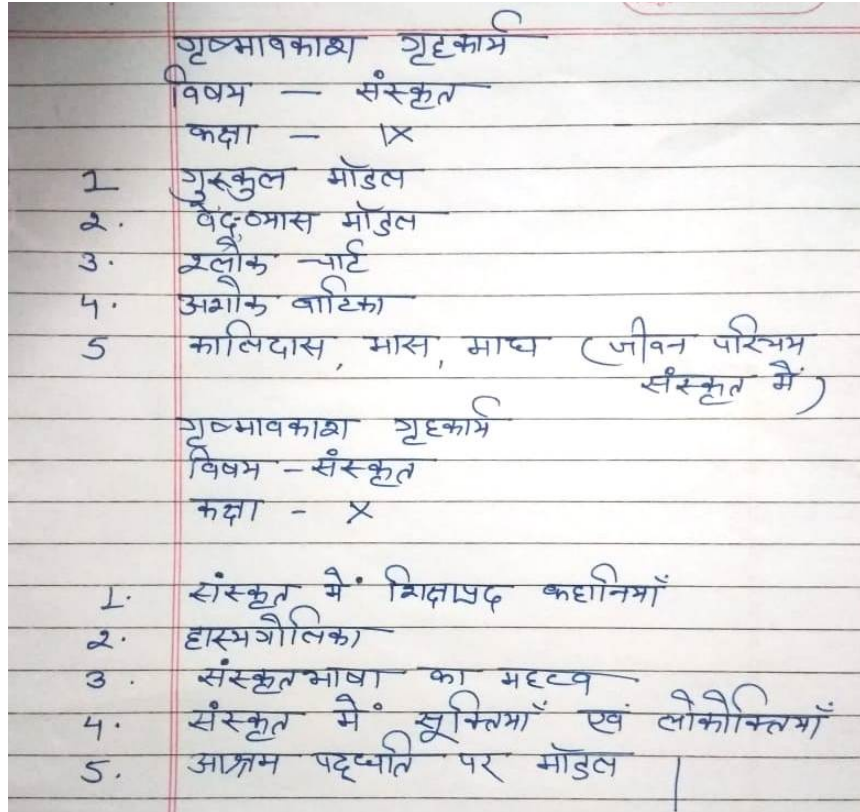 गृष्मावकाश गृहकार्य
विषय — संस्कृत
कक्षा — IX
1 गुरुकुल मॉडल
2. वेद-व्यास मॉडल
3. श्लोक चार्ट
4. अशोक वाटिका
5 कालिदास, भास, माघ (जीवन परिचय
संस्कृत में)
गृष्मावकाश गृहकार्य
विषय - संस्कृत
कक्षा - X
1. संस्कृत में शिक्षाप्रद कहानियाँ
2. हास्यगौलिका
3. संस्कृतभाषा का महत्व
4. संस्कृत में सूक्तियाँ एवं लोकोक्तियाँ
5. आश्रम पद्धति पर मॉडल